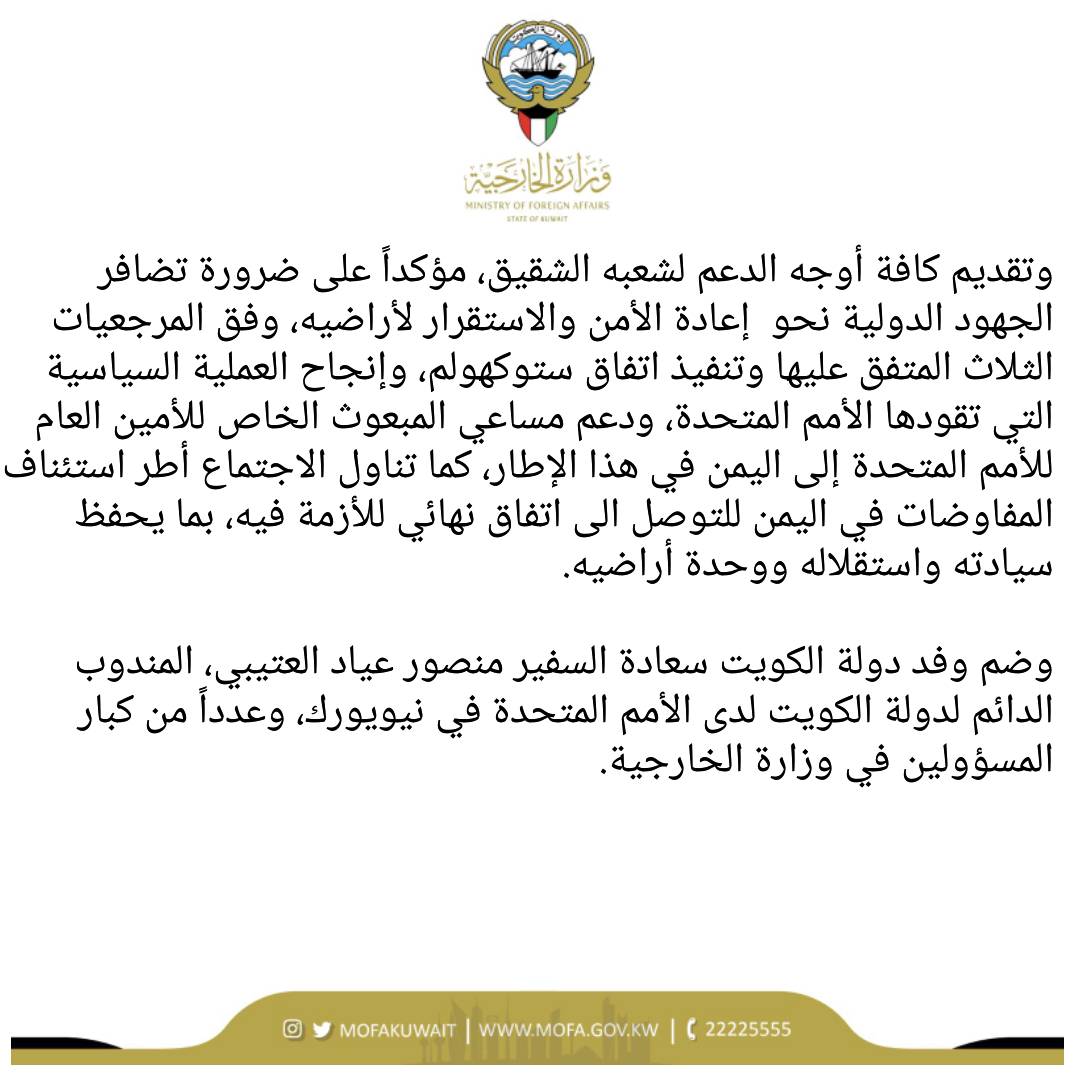 دولة الكويت
وزارة الخارجية
MINISTRY OF FOREIGN AFFAIRS
STATE OF KUWAIT
وتقديم كافة أوجه الدعم لشعبه الشقيق، مؤكداً على ضرورة تضافر
الجهود الدولية نحو إعادة الأمن والاستقرار لأراضيه، وفق المرجعيات
الثلاث المتفق عليها وتنفيذ اتفاق ستوكهولم، وإنجاح العملية السياسية
التي تقودها الأمم المتحدة، ودعم مساعي المبعوث الخاص للأمين العام
للأمم المتحدة إلى اليمن في هذا الإطار، كما تناول الاجتماع أطر استئناف
المفاوضات في اليمن للتوصل الى اتفاق نهائي للأزمة فيه، بما يحفظ
سيادته واستقلاله ووحدة أراضيه.
وضم وفد دولة الكويت سعادة السفير منصور عياد العتيبي، المندوب
الدائم لدولة الكويت لدى الأمم المتحدة في نيويورك، وعدداً من كبار
المسؤولين في وزارة الخارجية.
MOFAKUWAIT | WWW.MOFA.GOV.KW | 22225555